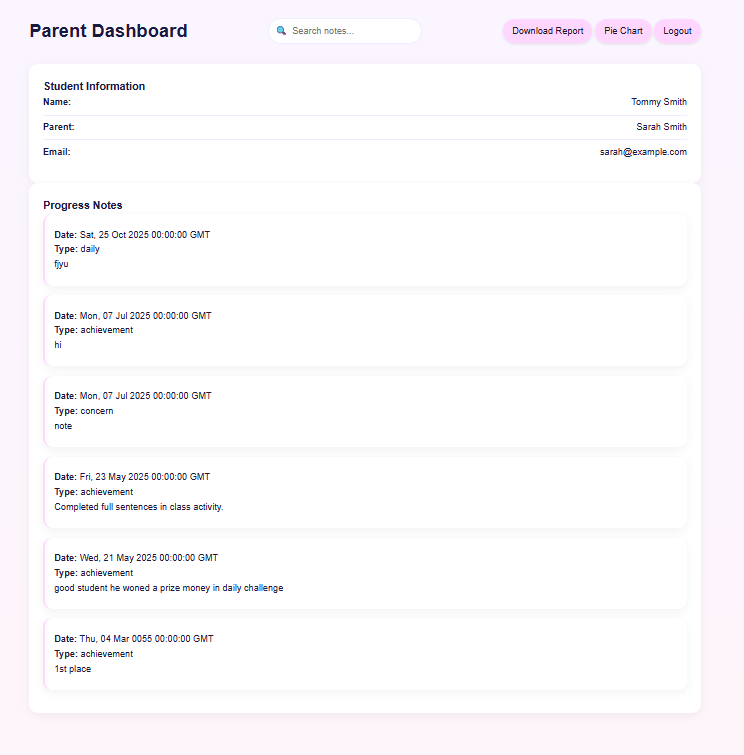 Parent Dashboard
Search notes...
Download Report
Pie Chart
Logout
Student Information
Name: Tommy Smith
Parent: Sarah Smith
Email: sarah@example.com
Progress Notes
Date: Sat, 25 Oct 2025 00:00:00 GMT
Type: daily
fjyu
Date: Mon, 07 Jul 2025 00:00:00 GMT
Type: achievement
hi
Date: Mon, 07 Jul 2025 00:00:00 GMT
Type: concern
note
Date: Fri, 23 May 2025 00:00:00 GMT
Type: achievement
Completed full sentences in class activity.
Date: Wed, 21 May 2025 00:00:00 GMT
Type: achievement
good student he woned a prize money in daily challenge
Date: Thu, 04 Mar 0055 00:00:00 GMT
Type: achievement
1st place